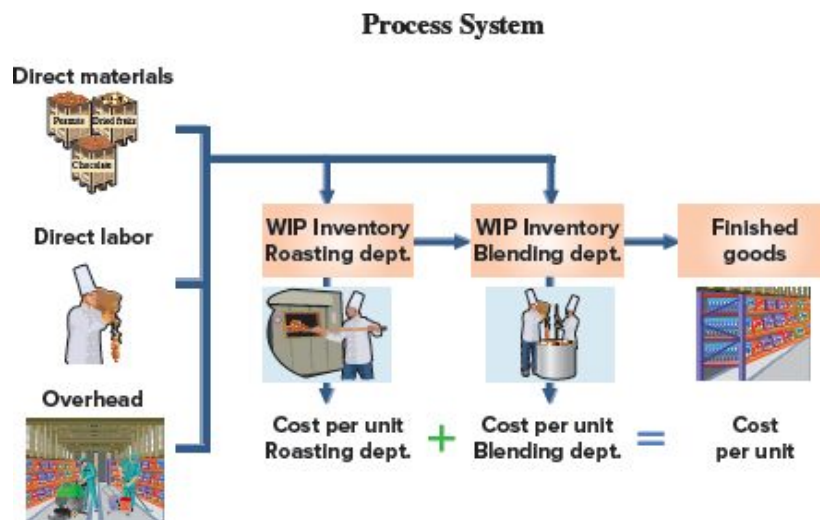 Process System
Direct materials
Peanuts
Dried fruit
Chocolate
Direct labor
Overhead
WIP Inventory
Roasting dept.
WIP Inventory
Blending dept.
Finished
goods
Cost per unit
Roasting dept.
+
Cost per unit
Blending dept.
=
Cost
per unit